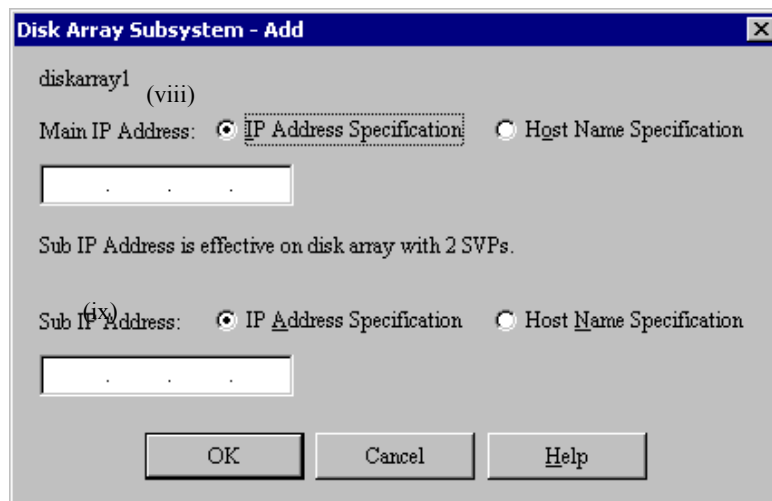 Disk Array Subsystem - Add
diskarray1
(viii)
Main IP Address: IP Address Specification Host Name Specification
. . .
Sub IP Address is effective on disk array with 2 SVPs.
(ix)
Sub IP Address: IP Address Specification Host Name Specification
. . .
OK Cancel Help